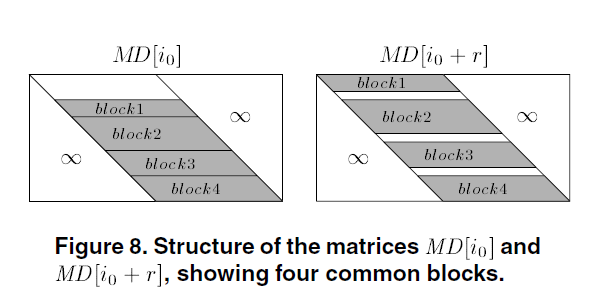 MD[i₀]
MD[i₀ + r]
block1
∞
block2
∞
block3
block4
block1
∞
block2
∞
block3
block4
Figure 8. Structure of the matrices MD[i₀] and
MD[i₀ + r], showing four common blocks.